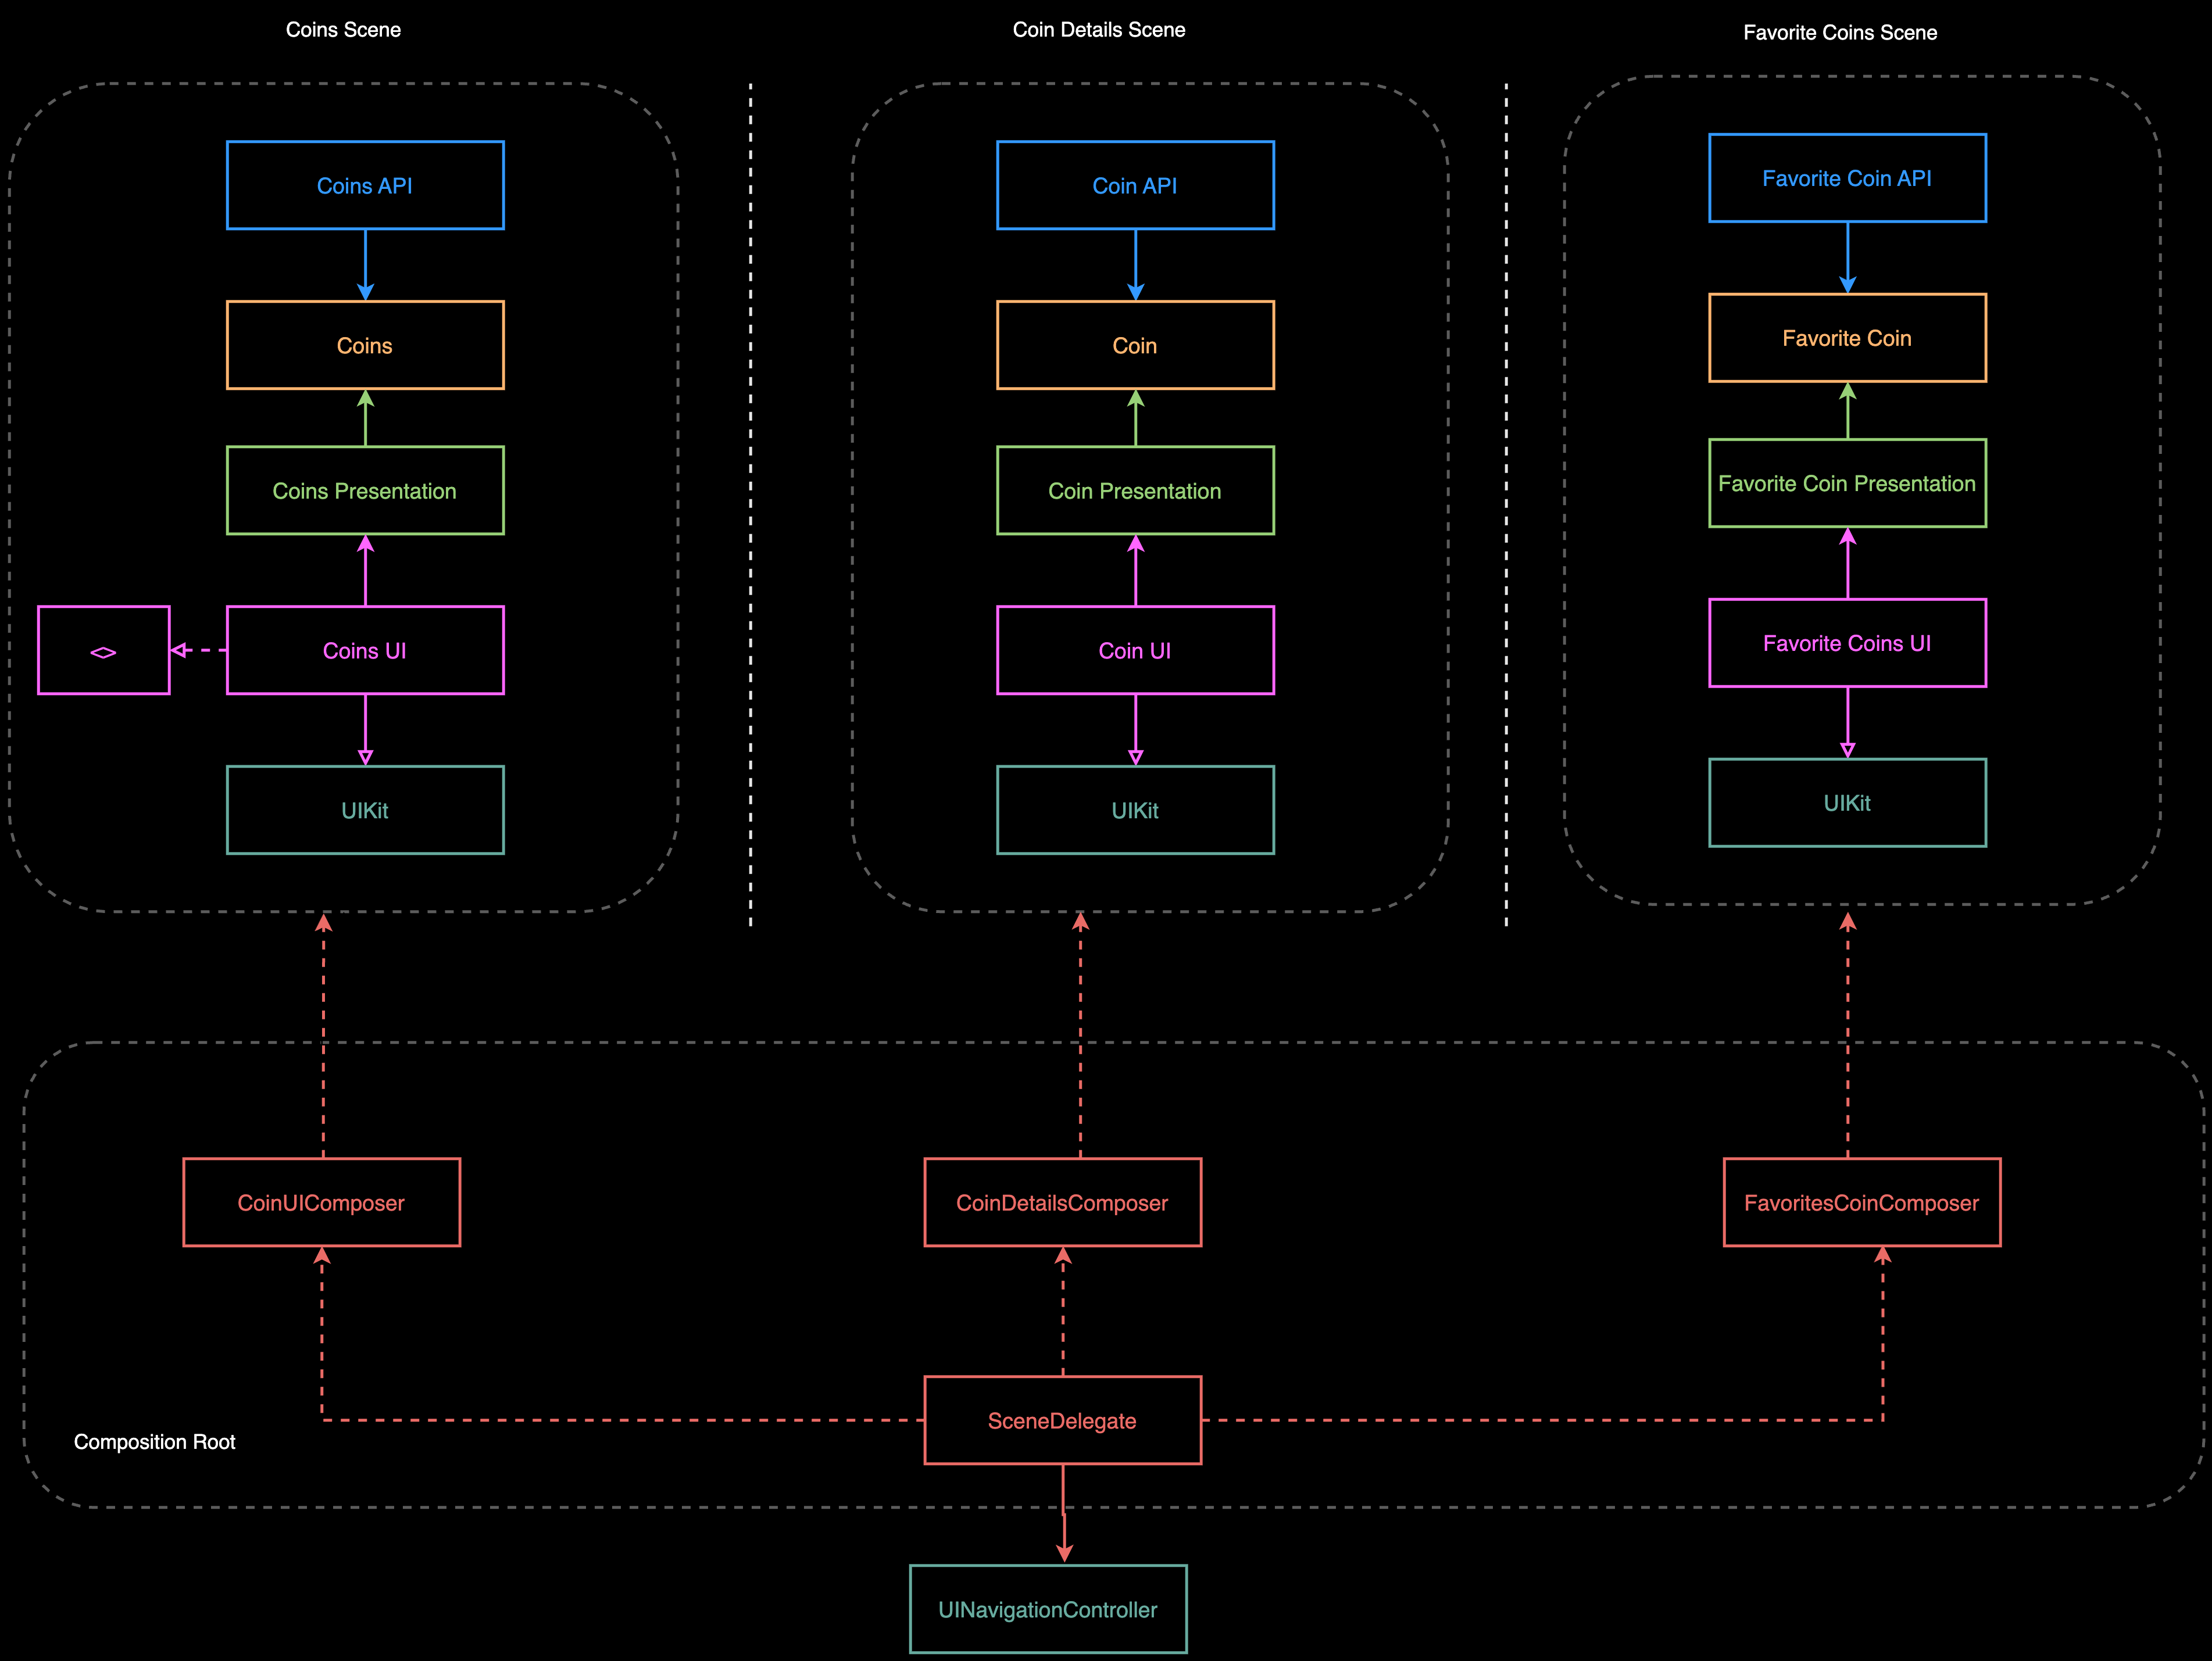 Coins Scene
Coin Details Scene
Favorite Coins Scene
Coins API
Coin API
Favorite Coin API
Coins
Coin
Favorite Coin
Coins Presentation
Coin Presentation
Favorite Coin Presentation
<>
Coins UI
Coin UI
Favorite Coins UI
UIKit
UIKit
UIKit
CoinUIComposer
CoinDetailsComposer
FavoritesCoinComposer
SceneDelegate
Composition Root
UINavigationController